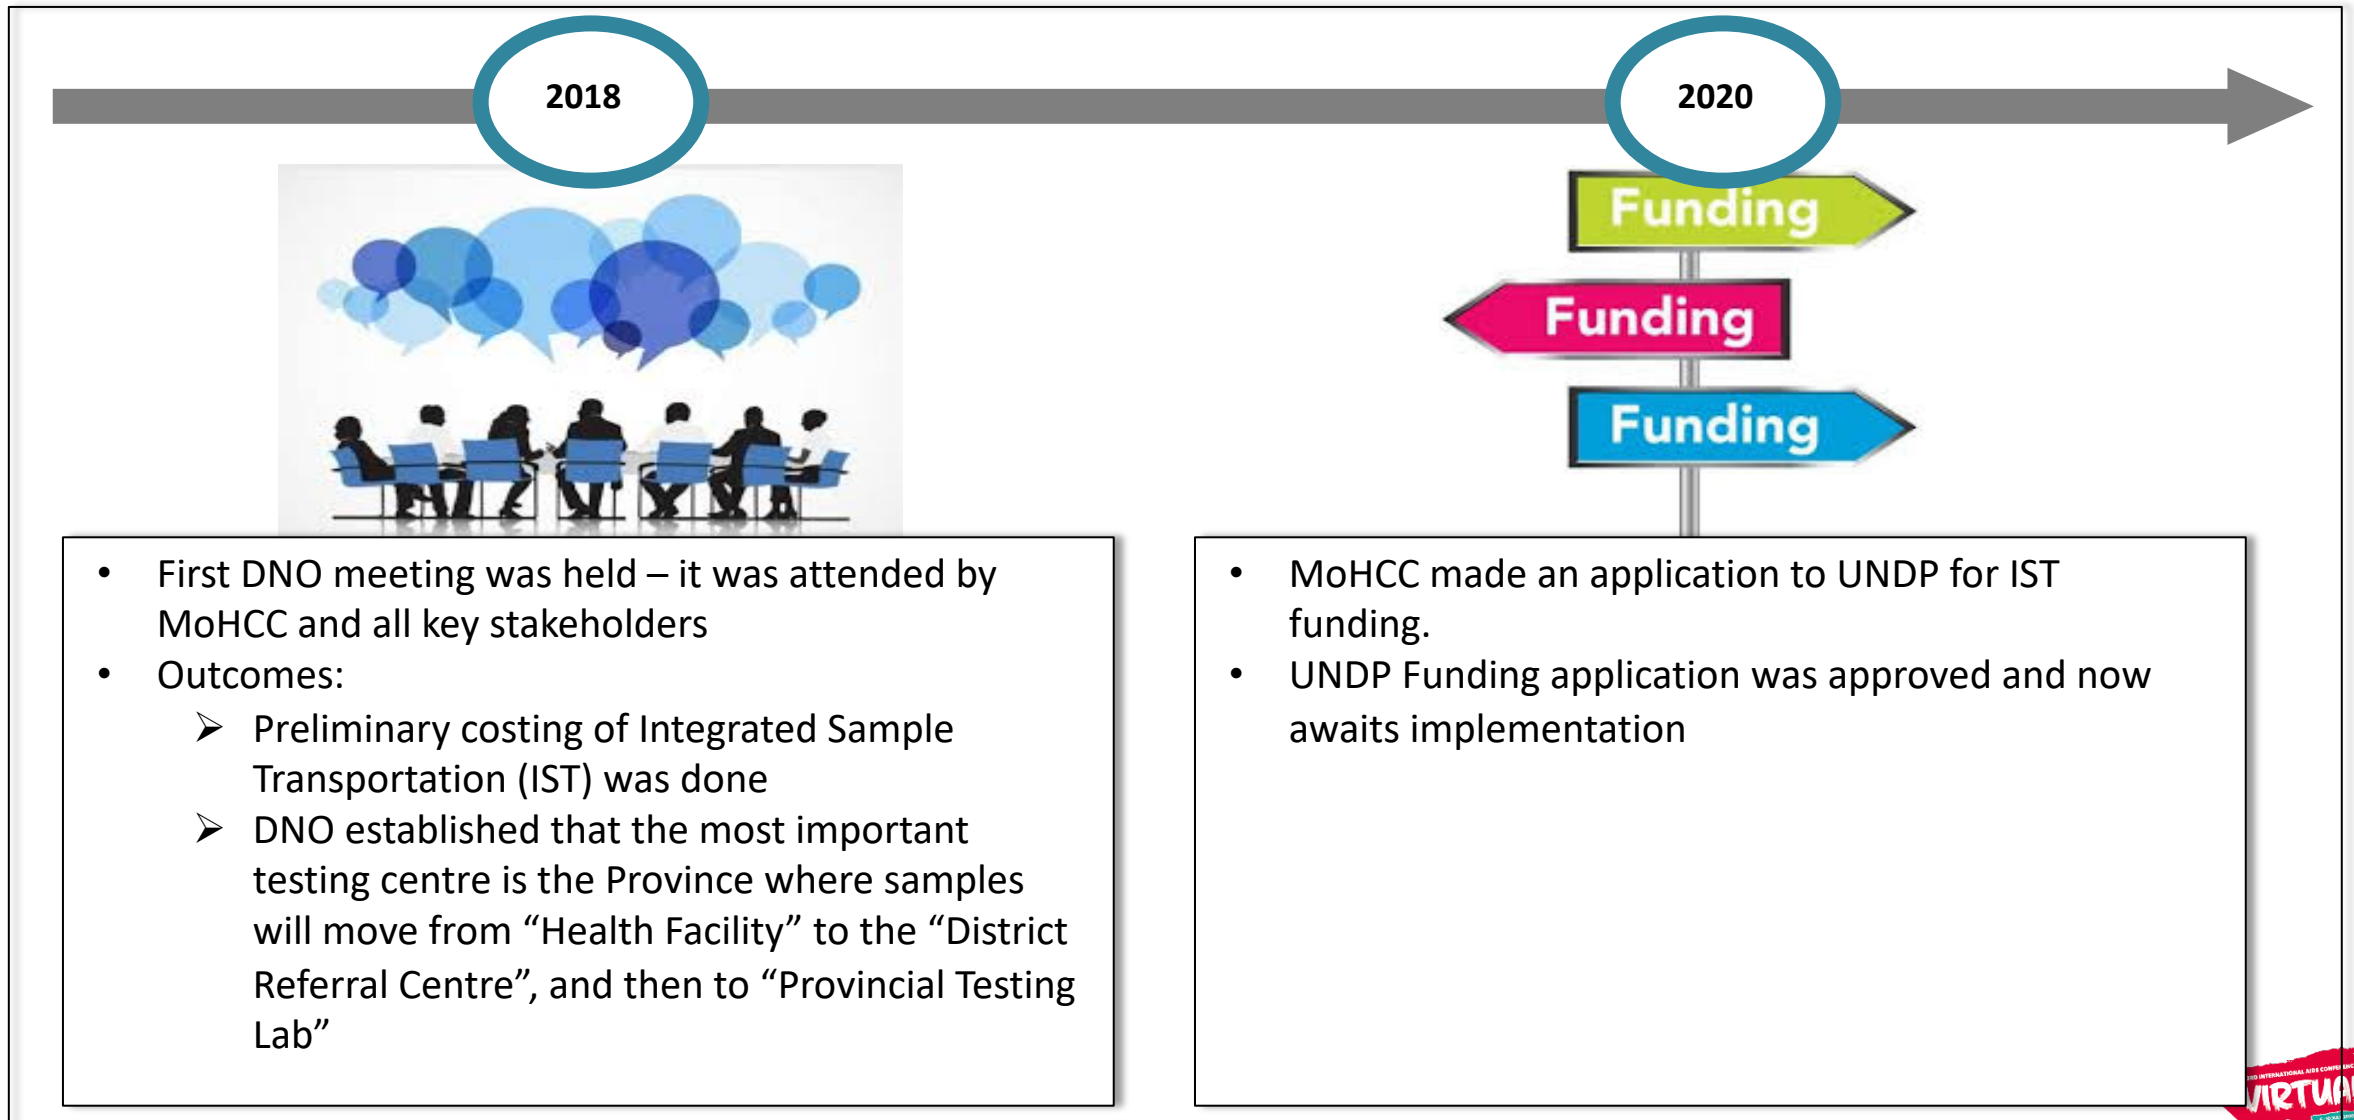 2018
2020
Funding
Funding
Funding
• First DNO meeting was held – it was attended by
MoHCC and all key stakeholders
• Outcomes:
➢ Preliminary costing of Integrated Sample
Transportation (IST) was done
➢ DNO established that the most important
testing centre is the Province where samples
will move from “Health Facility” to the “District
Referral Centre”, and then to “Provincial Testing
Lab”
• MoHCC made an application to UNDP for IST
funding.
• UNDP Funding application was approved and now
awaits implementation
INTERNATIONAL AIDS